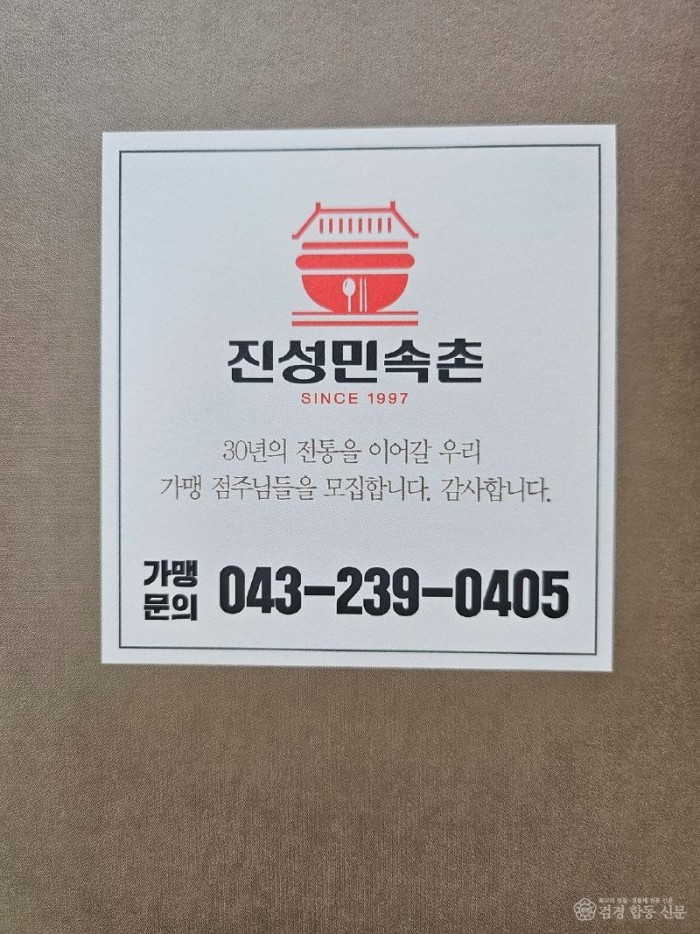 진성민속촌
SINCE 1997
30년의 전통을 이어갈 우리
가맹 점주님들을 모집합니다. 감사합니다.
가맹
문의
043-239-0405
검경 합동 신문